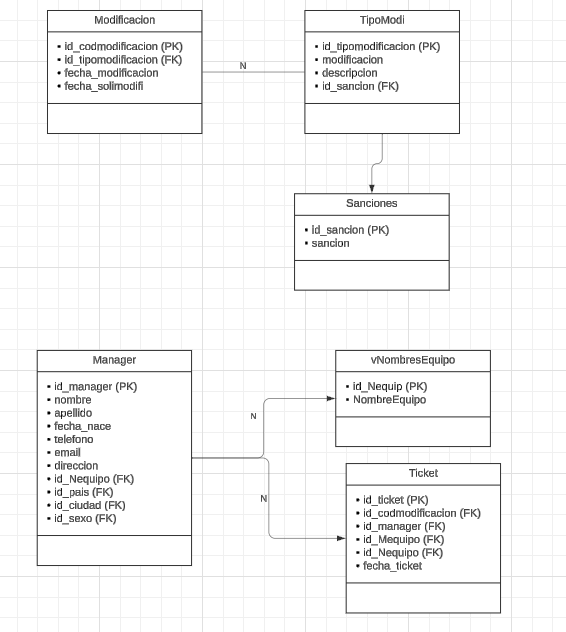 Modificacion
• id_codmodificacion (PK)
• id_tipomodificacion (FK)
• fecha_modificacion
• fecha_solimodifi
N
TipoModi
• id_tipomodificacion (PK)
• modificacion
• descripcion
• id_sancion (FK)
Sanciones
• id_sancion (PK)
• sancion
Manager
• id_manager (PK)
• nombre
• apellido
• fecha_nace
• telefono
• email
• direccion
• id_Nequipo (FK)
• id_pais (FK)
• id_ciudad (FK)
• id_sexo (FK)
N
N
vNombresEquipo
• id_Nequip (PK)
• NombreEquipo
Ticket
• id_ticket (PK)
• id_codmodificacion (FK)
• id_manager (FK)
• id_Mequipo (FK)
• id_Nequipo (FK)
• fecha_ticket